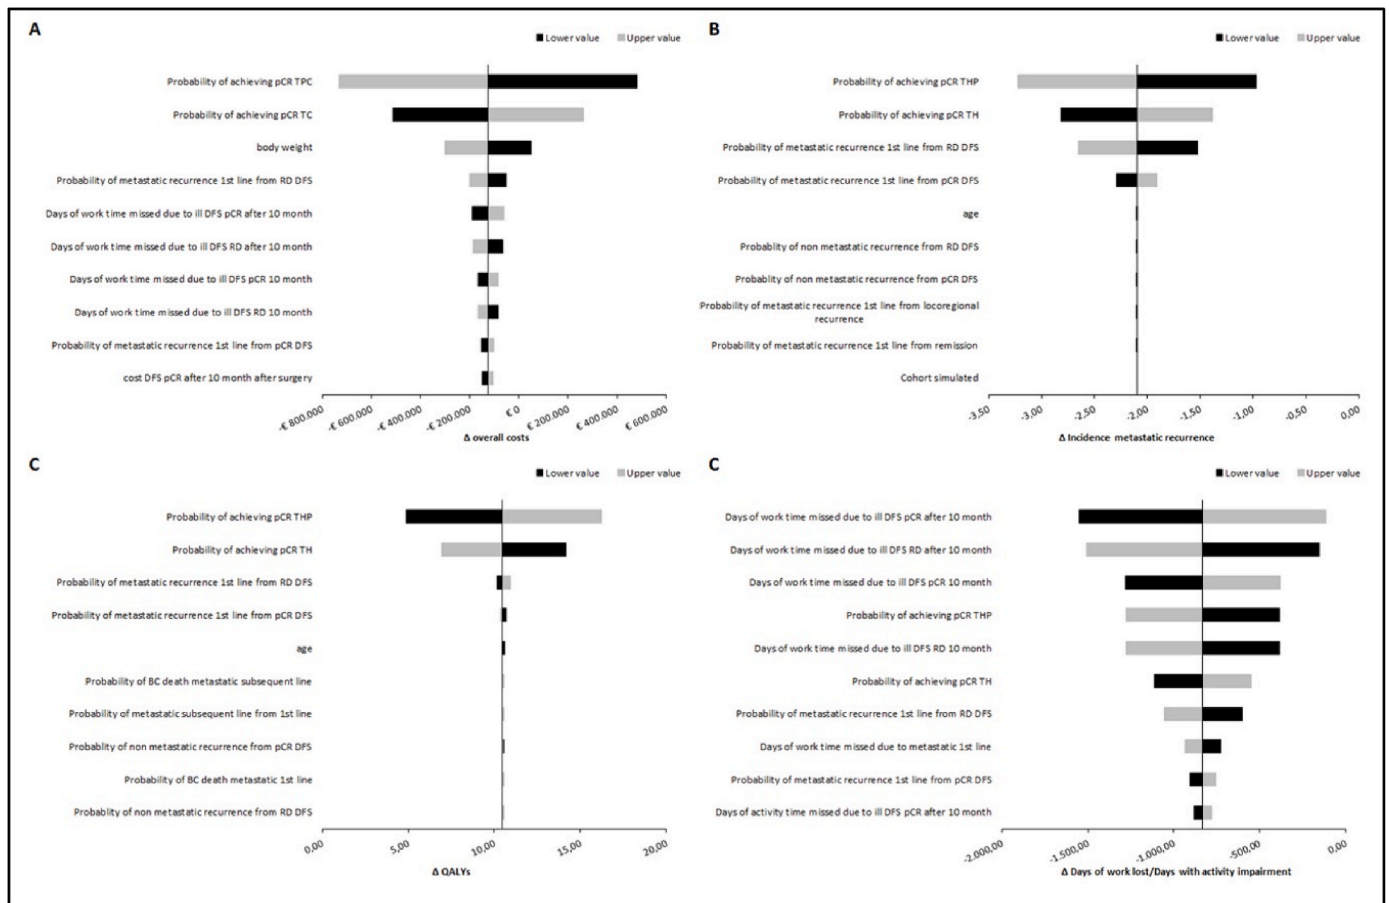 A
Lower value Upper value
Probability of achieving pCR TPC
Probability of achieving pCR TC
body weight
Probability of metastatic recurrence 1st line from RD DFS
Days of work time missed due to ill DFS pCR after 10 month
Days of work time missed due to ill DFS RD after 10 month
Days of work time missed due to ill DFS pCR 10 month
Days of work time missed due to ill DFS RD 10 month
Probability of metastatic recurrence 1st line from pCR DFS
cost DFS pCR after 10 month after surgery
-€ 800.000 -€ 600.000 -€ 400.000 -€ 200.000 € 0 € 200.000 € 400.000 € 600.000
Δ overall costs
B
Lower value Upper value
Probability of achieving pCR THP
Probability of achieving pCR TH
Probability of metastatic recurrence 1st line from RD DFS
Probability of metastatic recurrence 1st line from pCR DFS
age
Probablity of non metastatic recurrence from RD DFS
Probablity of non metastatic recurrence from pCR DFS
Probability of metastatic recurrence 1st line from locoregional
recurrence
Probability of metastatic recurrence 1st line from remission
Cohort simulated
-3,50 -3,00 -2,50 -2,00 -1,50 -1,00 -0,50 0,00
Δ Incidence metastatic recurrence
C
Lower value Upper value
Probability of achieving pCR THP
Probability of achieving pCR TH
Probability of metastatic recurrence 1st line from RD DFS
Probability of metastatic recurrence 1st line from pCR DFS
age
Probability of BC death metastatic subsequent line
Probability of metastatic subsequent line from 1st line
Probablity of non metastatic recurrence from pCR DFS
Probability of BC death metastatic 1st line
Probablity of non metastatic recurrence from RD DFS
0,00 5,00 10,00 15,00 20,00
Δ QALYs
C
Lower value Upper value
Days of work time missed due to ill DFS pCR after 10 month
Days of work time missed due to ill DFS RD after 10 month
Days of work time missed due to ill DFS pCR 10 month
Probability of achieving pCR THP
Days of work time missed due to ill DFS RD 10 month
Probability of achieving pCR TH
Probability of metastatic recurrence 1st line from RD DFS
Days of work time missed due to metastatic 1st line
Probability of metastatic recurrence 1st line from pCR DFS
Days of activity time missed due to ill DFS pCR after 10 month
-2.000,00 -1.500,00 -1.000,00 -500,00 0,00
Δ Days of work lost/Days with activity impairment